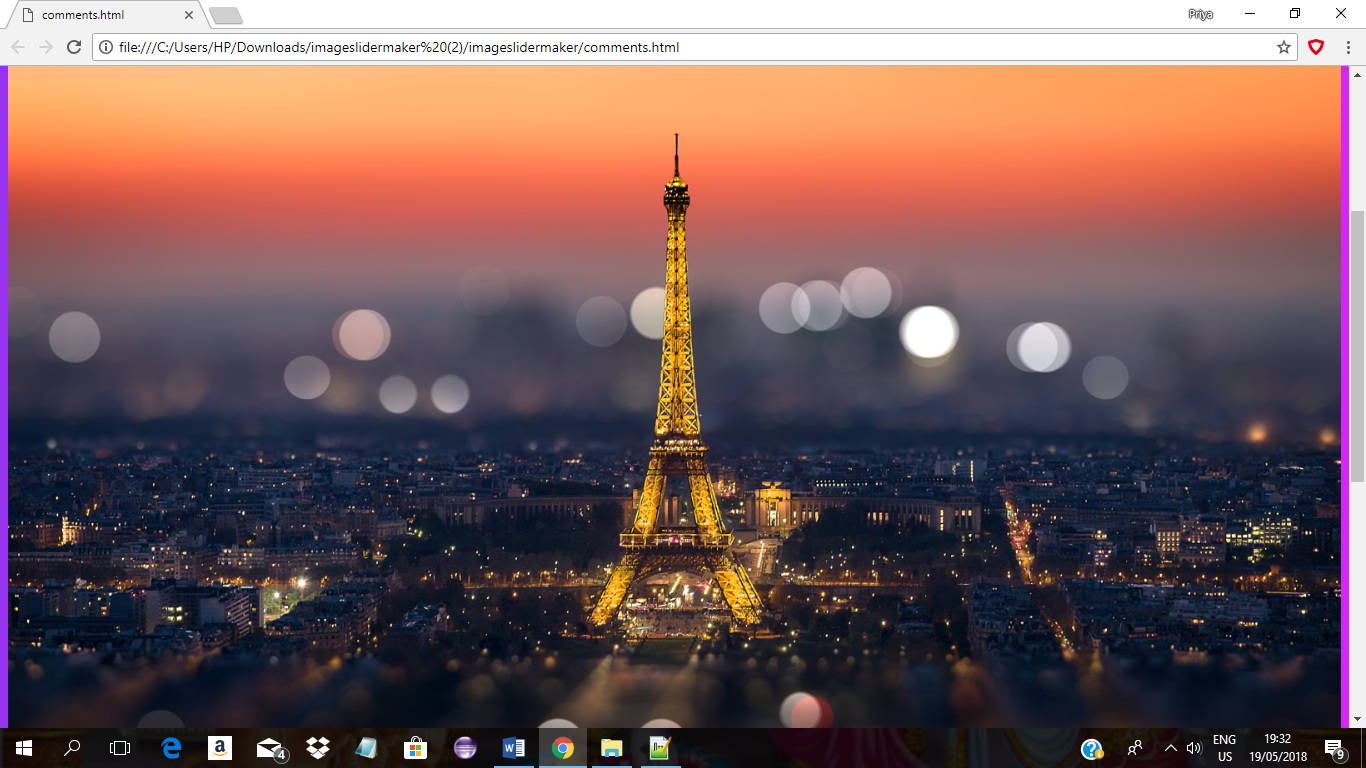 comments.html
Priya
file:///C:/Users/HP/Downloads/imageslidermaker%20(2)/imageslidermaker/comments.html
4
ENG
US
19:32
19/05/2018
9